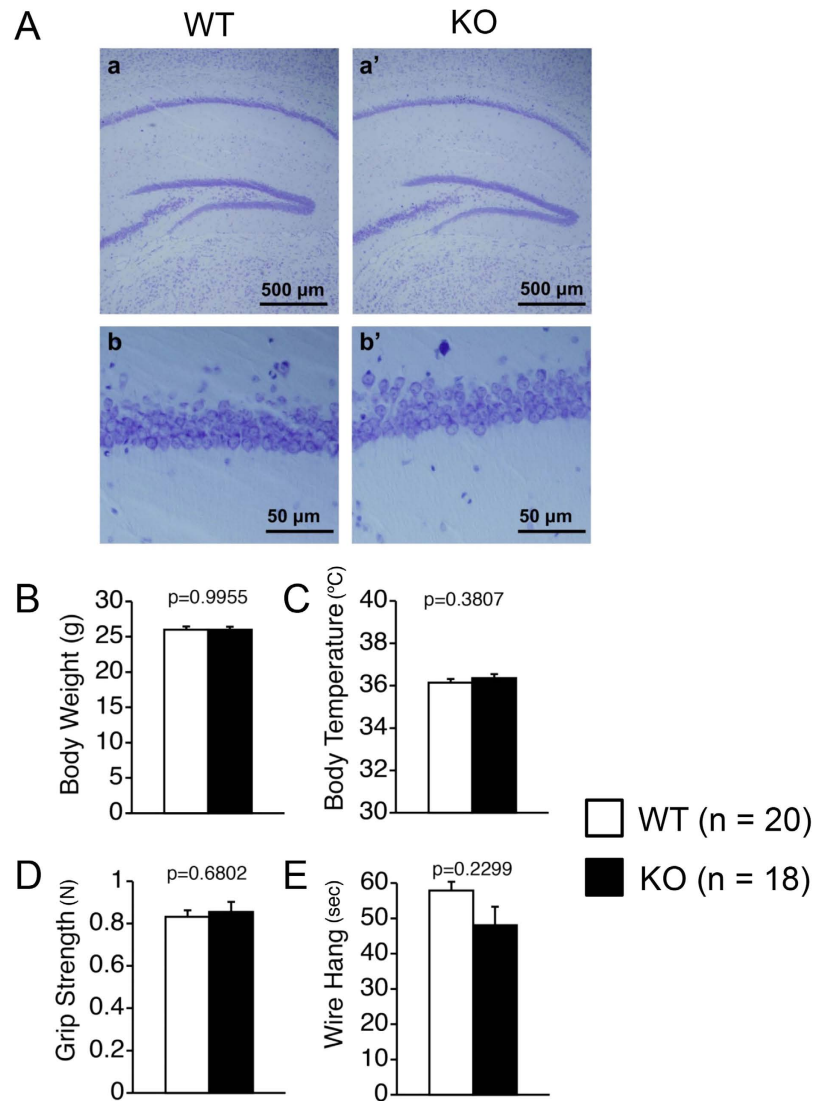 A
WT
KO
a
a'
500 µm
500 µm
b
b'
50 µm
50 µm
B
p=0.9955
Body Weight (g)
30
25
20
15
10
5
0
C
p=0.3807
Body Temperature (ºC)
40
38
36
34
32
30
WT (n = 20)
KO (n = 18)
D
p=0.6802
Grip Strength (N)
1
0.8
0.6
0.4
0.2
0
E
p=0.2299
Wire Hang (sec)
60
50
40
30
20
10
0